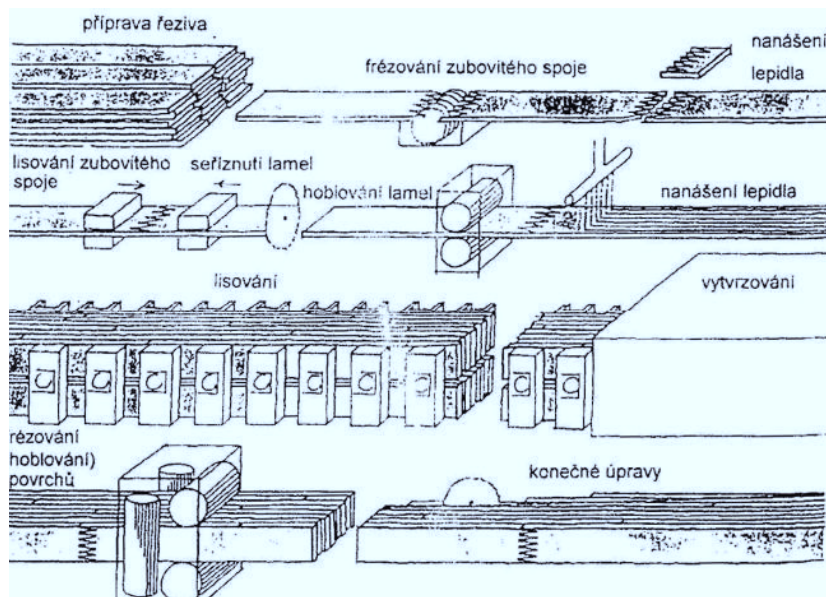 příprava řeziva
frézování zubovitého spoje
nanášení
lepidla
lisování zubovitého
spoje
seříznutí lamel
hoblování lamel
nanášení lepidla
lisování
vytvrzování
rézování
hoblování)
povrchů
konečné úpravy